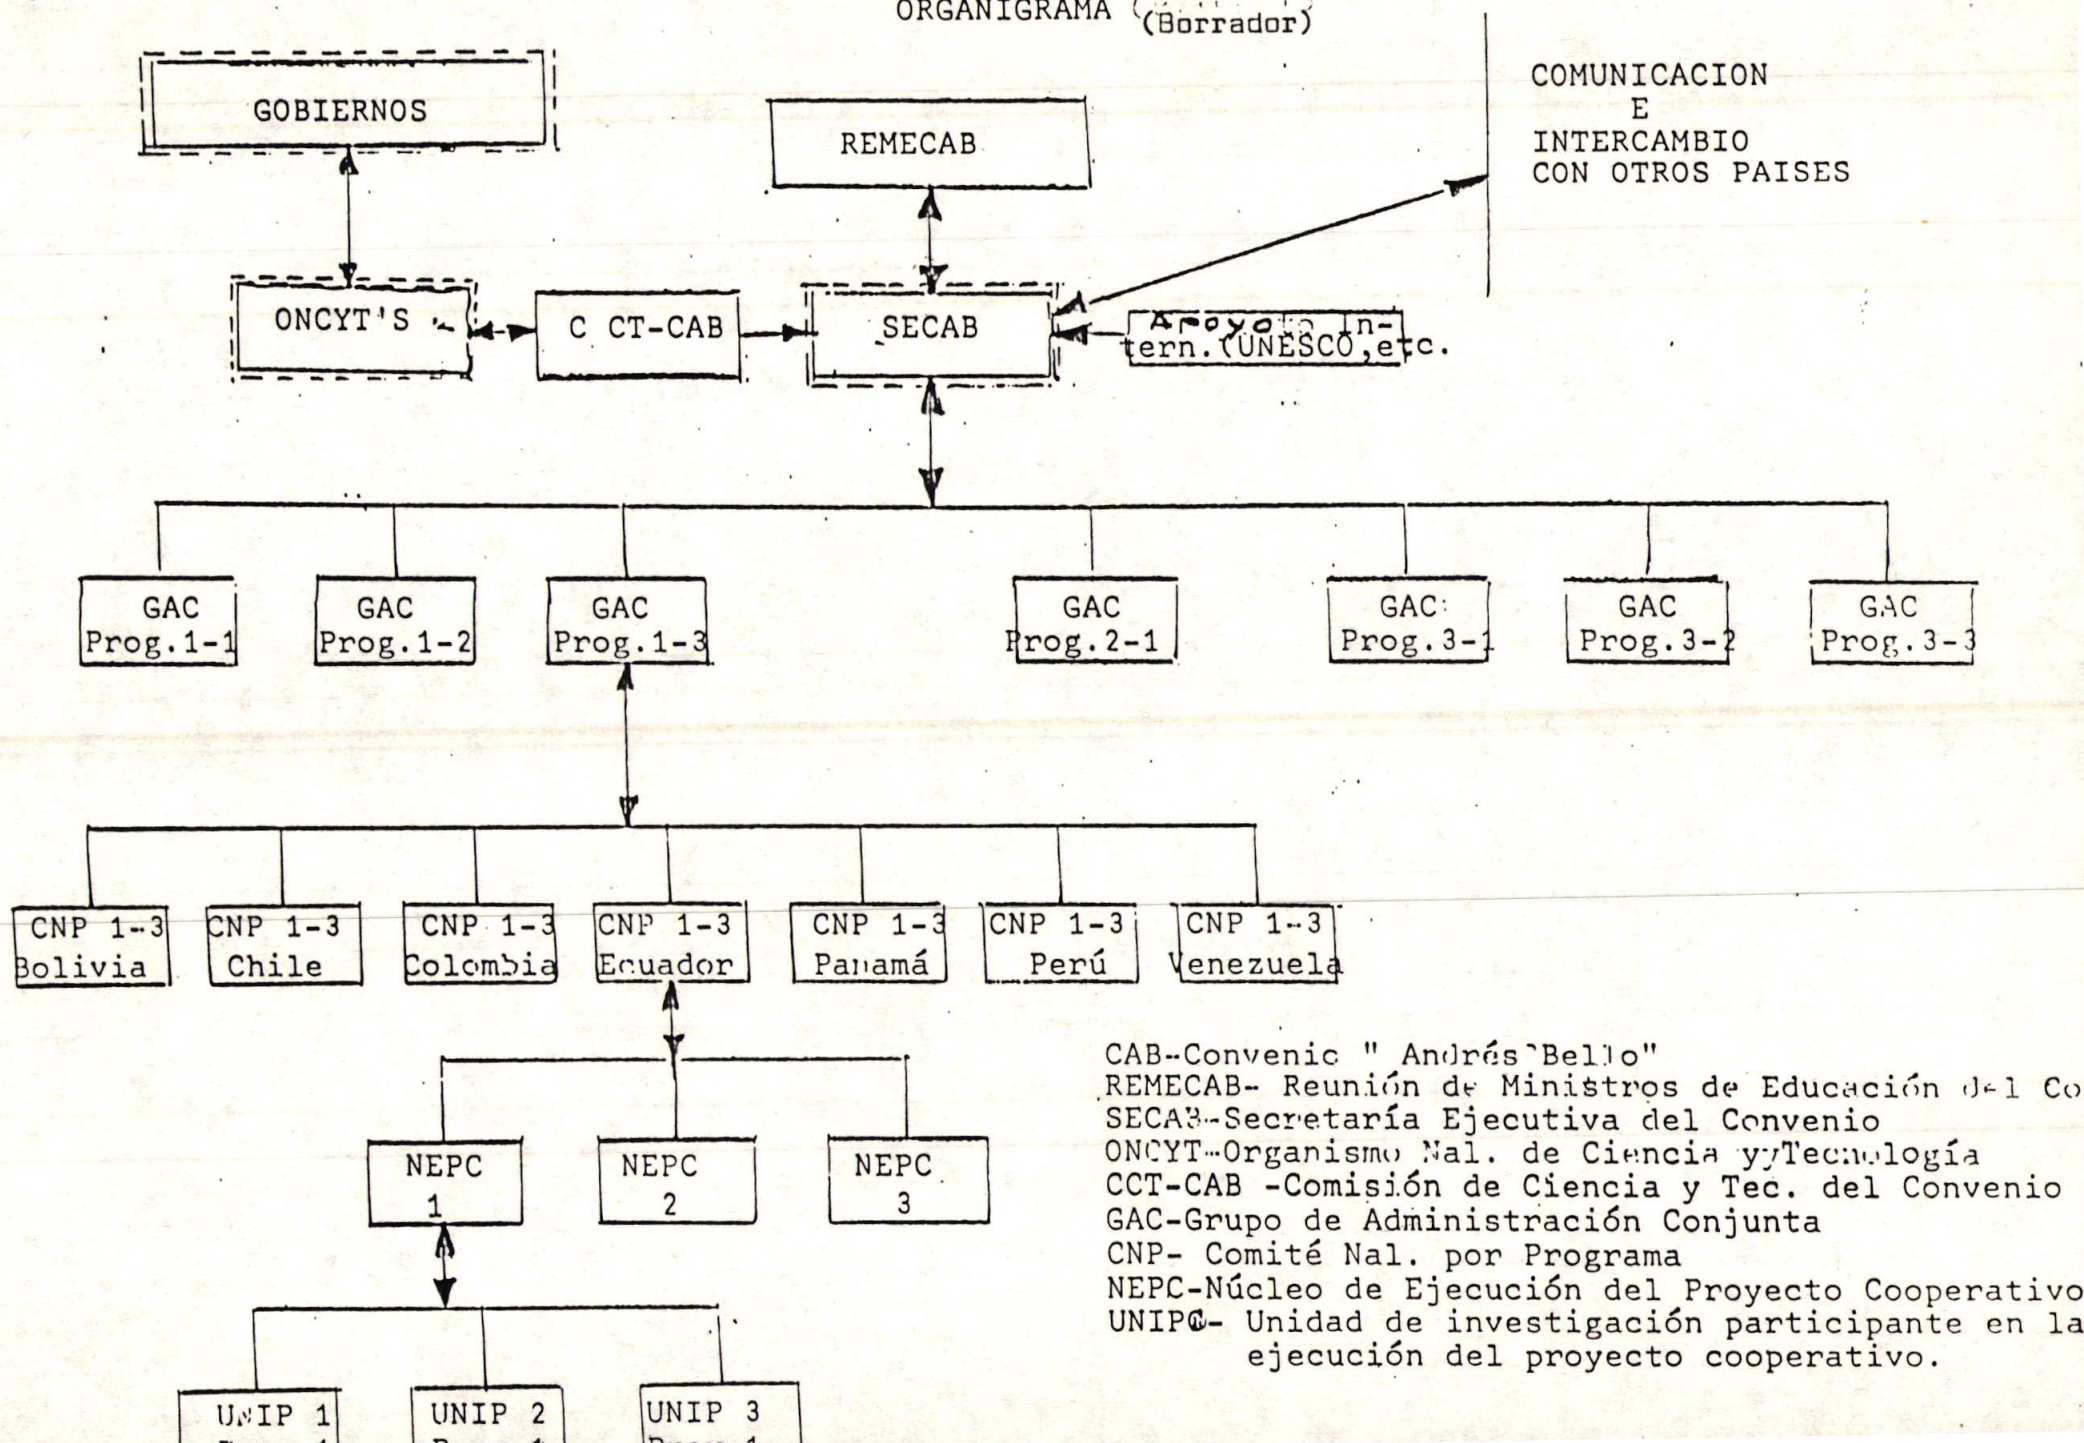 ORGANIGRAMA
(Borrador)
COMUNICACION
E
INTERCAMBIO
CON OTROS PAISES
GOBIERNOS
REMECAB
ONCYT'S
C CT-CAB
SECAB
Apoyo In-
tern.(UNESCO,etc.
GAC
Prog.1-1
GAC
Prog.1-2
GAC
Prog.1-3
GAC
Prog.2-1
GAC
Prog.3-1
GAC
Prog.3-2
GAC
Prog.3-3
CNP 1-3
Bolivia
CNP 1-3
Chile
CNP 1-3
Colombia
CNP 1-3
Ecuador
CNP 1-3
Panamá
CNP 1-3
Perú
CNP 1-3
Venezuela
NEPC
1
NEPC
2
NEPC
3
UNIP 1
UNIP 2
UNIP 3
CAB-Convenio " Andrés Bello"
REMECAB- Reunión de Ministros de Educación del Co
SECAB-Secretaría Ejecutiva del Convenio
ONCYT-Organismo Nal. de Ciencia yyTecnología
CCT-CAB -Comisión de Ciencia y Tec. del Convenio
GAC-Grupo de Administración Conjunta
CNP- Comité Nal. por Programa
NEPC-Núcleo de Ejecución del Proyecto Cooperativo
UNIPC- Unidad de investigación participante en la
ejecución del proyecto cooperativo.